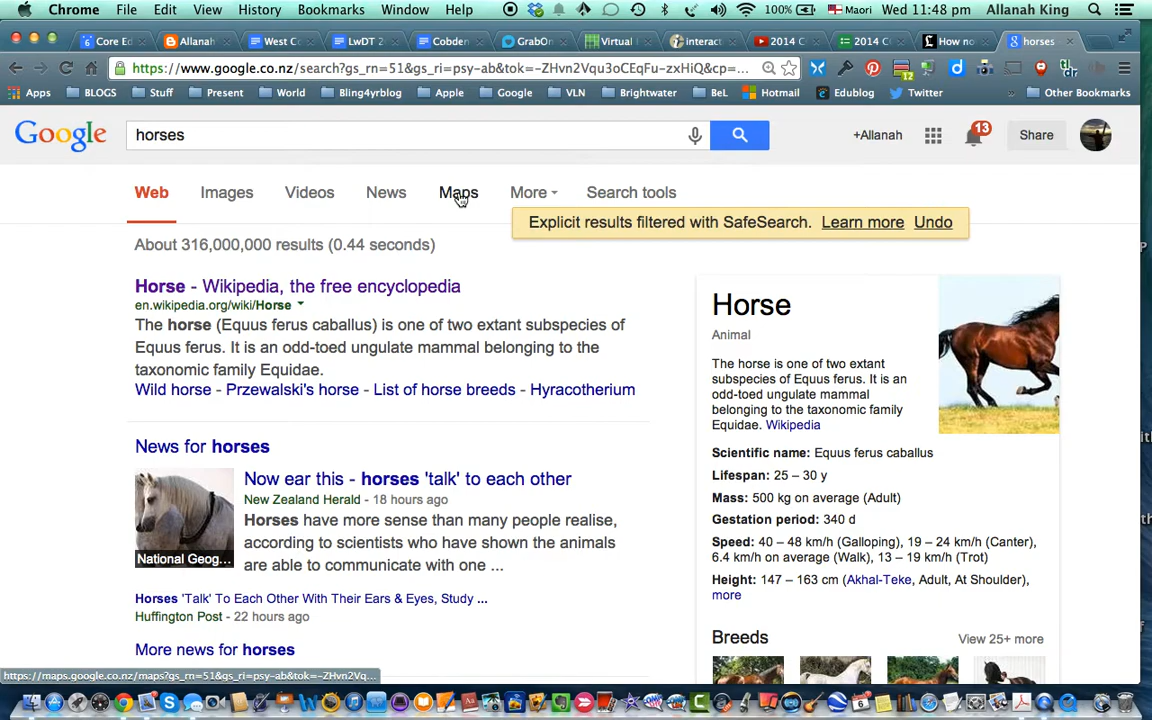 Chrome File Edit View History Bookmarks Window Help 100% Maori Wed 11:48 pm Allanah King
Core Ed Allanah West C LwDT 2 Cobden GrabOn Virtual interact 2014 C 2014 C How no horses
https://www.google.co.nz/search?gs_rn=51&gs_ri=psy-ab&tok=-ZHvn2Vqu3oCEqFu-zxHiQ&cp=...
Apps BLOGS Stuff Present World Bling4yrblog Apple Google VLN Brightwater BeL Hotmail Edublog Twitter » Other Bookmarks
Google horses +Allanah 13 Share
Web Images Videos News Maps More Search tools
Explicit results filtered with SafeSearch. Learn more Undo
About 316,000,000 results (0.44 seconds)
Horse - Wikipedia, the free encyclopedia
en.wikipedia.org/wiki/Horse
The horse (Equus ferus caballus) is one of two extant subspecies of
Equus ferus. It is an odd-toed ungulate mammal belonging to the
taxonomic family Equidae.
Wild horse - Przewalski's horse - List of horse breeds - Hyracotherium
News for horses
Now ear this - horses 'talk' to each other
New Zealand Herald - 18 hours ago
Horses have more sense than many people realise,
according to scientists who have shown the animals
are able to communicate with one ...
National Geog...
Horses 'Talk' To Each Other With Their Ears & Eyes, Study ...
Huffington Post - 22 hours ago
More news for horses
Horse
Animal
The horse is one of two extant
subspecies of Equus ferus. It is an
odd-toed ungulate mammal
belonging to the taxonomic family
Equidae. Wikipedia
Scientific name: Equus ferus caballus
Lifespan: 25 – 30 y
Mass: 500 kg on average (Adult)
Gestation period: 340 d
Speed: 40 – 48 km/h (Galloping), 19 – 24 km/h (Canter),
6.4 km/h on average (Walk), 13 – 19 km/h (Trot)
Height: 147 – 163 cm (Akhal-Teke, Adult, At Shoulder),
more
Breeds View 25+ more
https://maps.google.co.nz/maps?gs_rn=51&gs_ri=psy-ab&tok=-ZHvn2Vq...